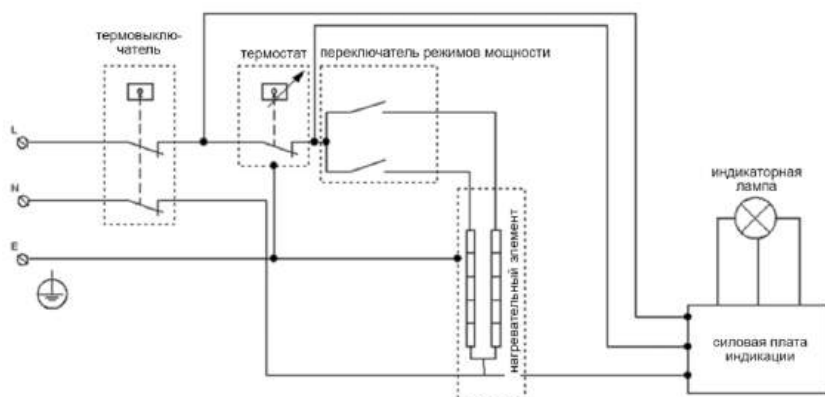 термовыклю-
чатель
термостат
переключатель режимов мощности
L
N
E
нагревательный элемент
индикаторная
лампа
силовая плата
индикации